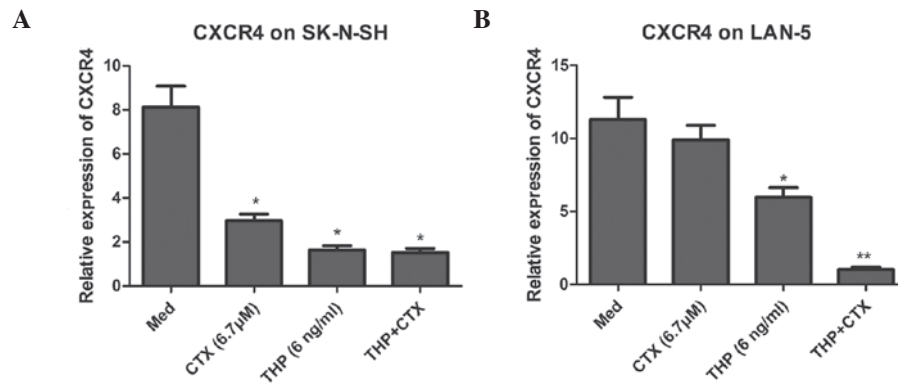 A
CXCR4 on SK-N-SH
Relative expression of CXCR4
10
8
6
4
2
0
*
*
*
Med
CTX (6.7µM)
THP (6 ng/ml)
THP+CTX
B
CXCR4 on LAN-5
Relative expression of CXCR4
15
10
5
0
*
**
Med
CTX (6.7µM)
THP (6 ng/ml)
THP+CTX